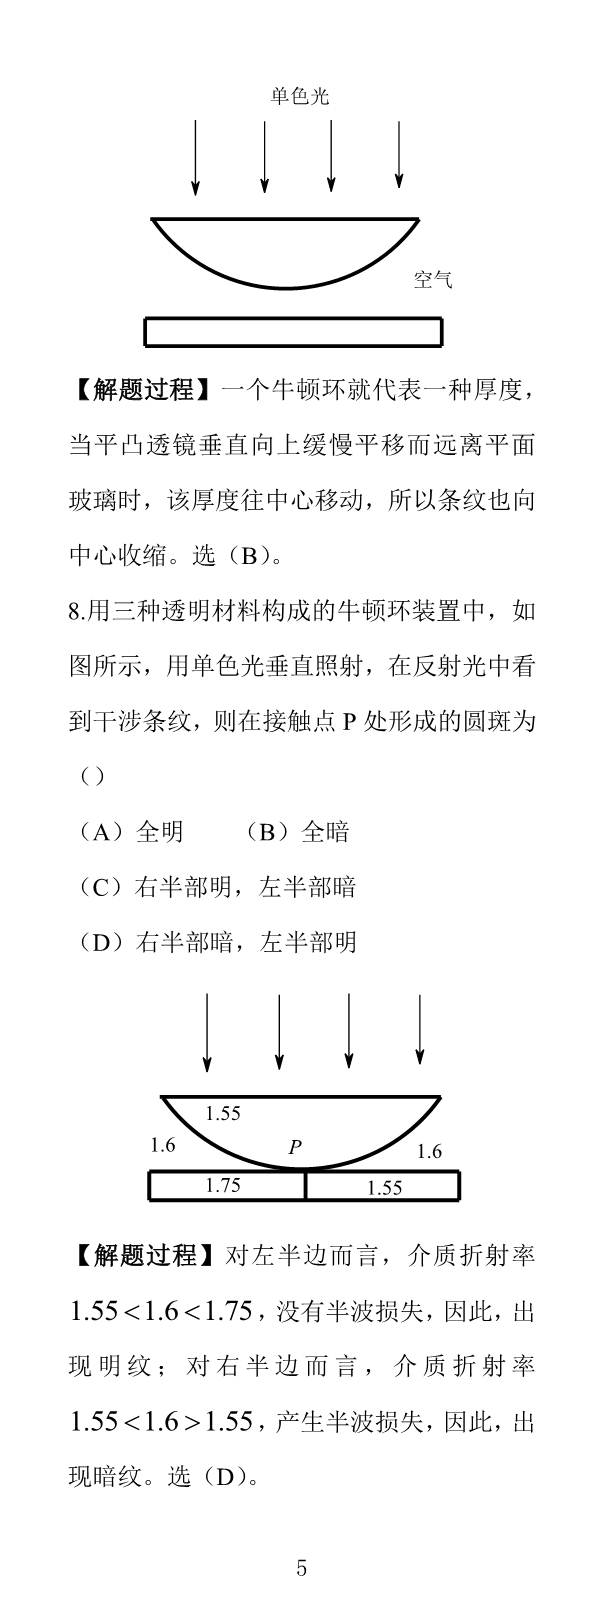 单色光
空气
【解题过程】一个牛顿环就代表一种厚度，
当平凸透镜垂直向上缓慢平移而远离平面
玻璃时，该厚度往中心移动，所以条纹也向
中心收缩。选（B）。
8.用三种透明材料构成的牛顿环装置中，如
图所示，用单色光垂直照射，在反射光中看
到干涉条纹，则在接触点 P 处形成的圆斑为
（）
（A）全明 （B）全暗
（C）右半部明，左半部暗
（D）右半部暗，左半部明
1.55
1.6 P 1.6
1.75 1.55
【解题过程】对左半边而言，介质折射率
1.55<1.6<1.75，没有半波损失，因此，出
现明纹；对右半边而言，介质折射率
1.55<1.6>1.55，产生半波损失，因此，出
现暗纹。选（D）。
5